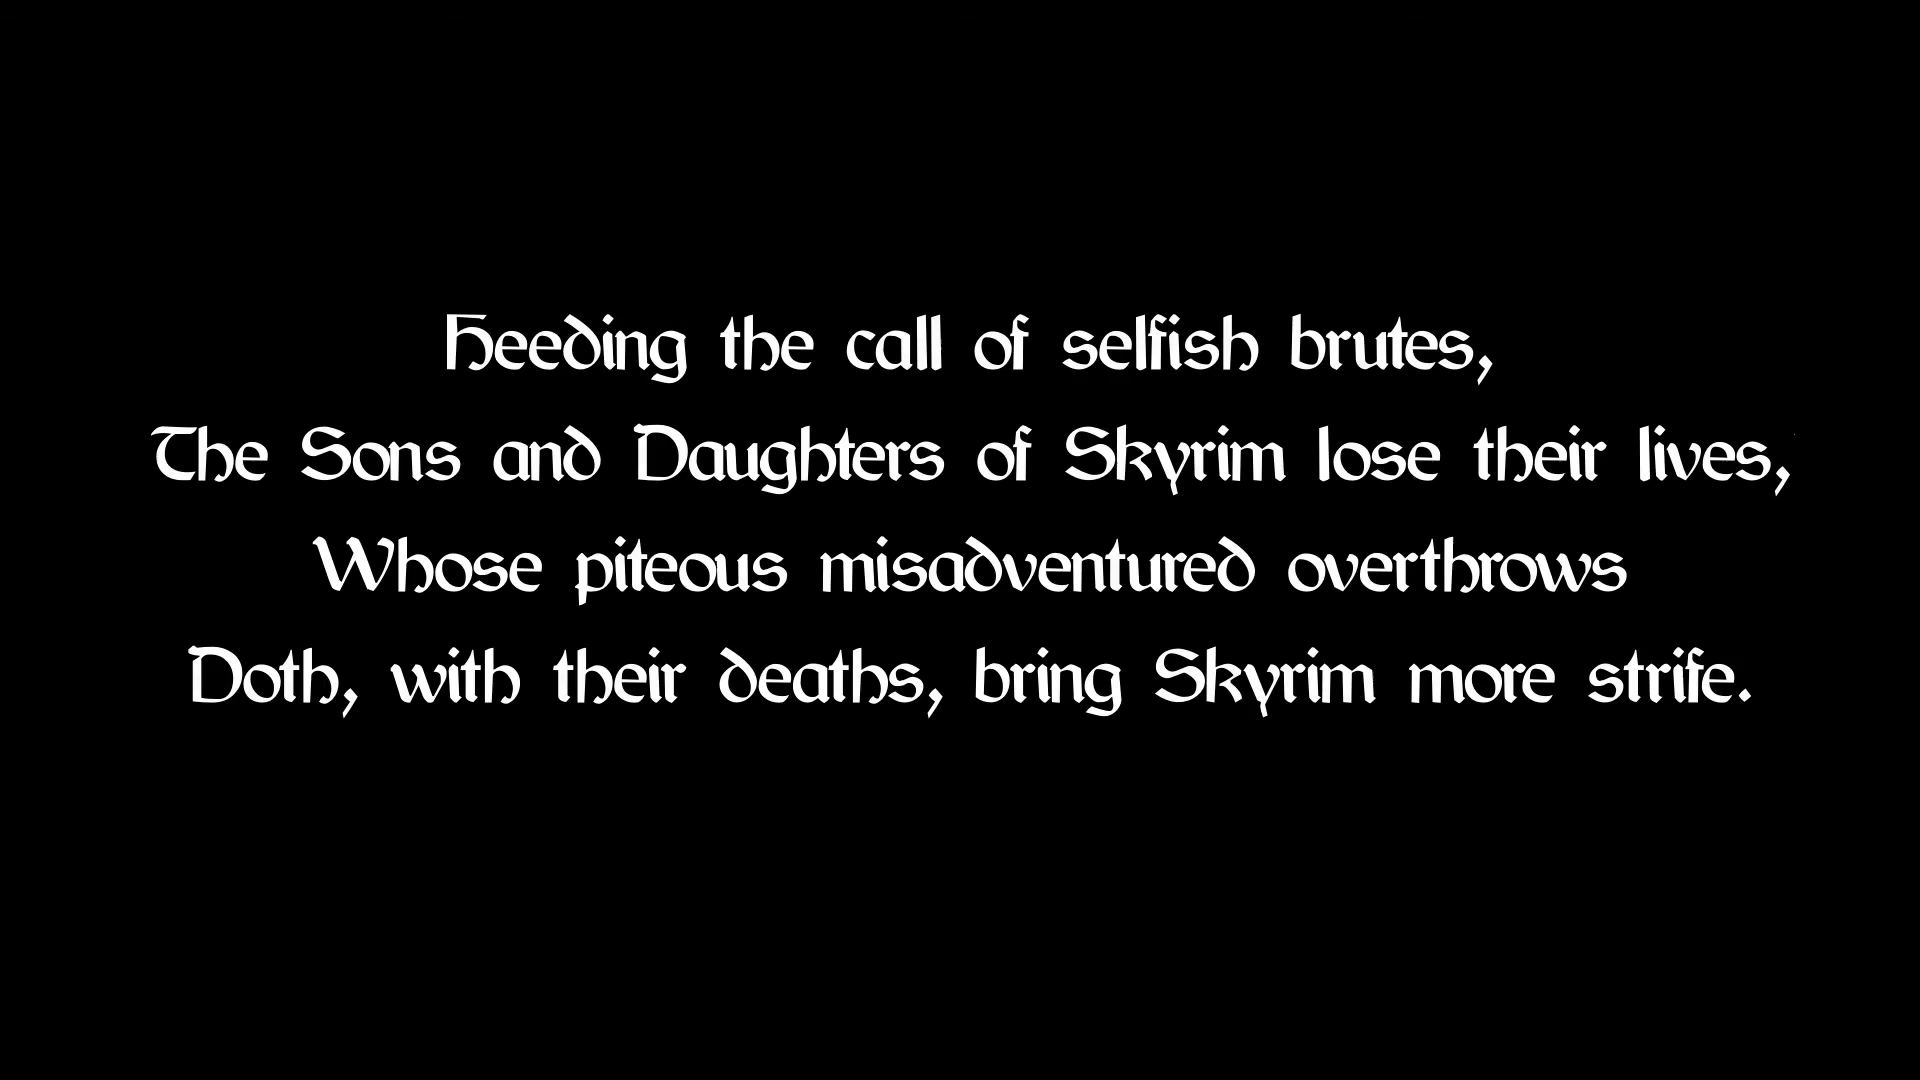 Heeding the call of selfish brutes,
The Sons and Daughters of Skyrim lose their lives,
Whose piteous misadventured overthrows
Doth, with their deaths, bring Skyrim more strife.